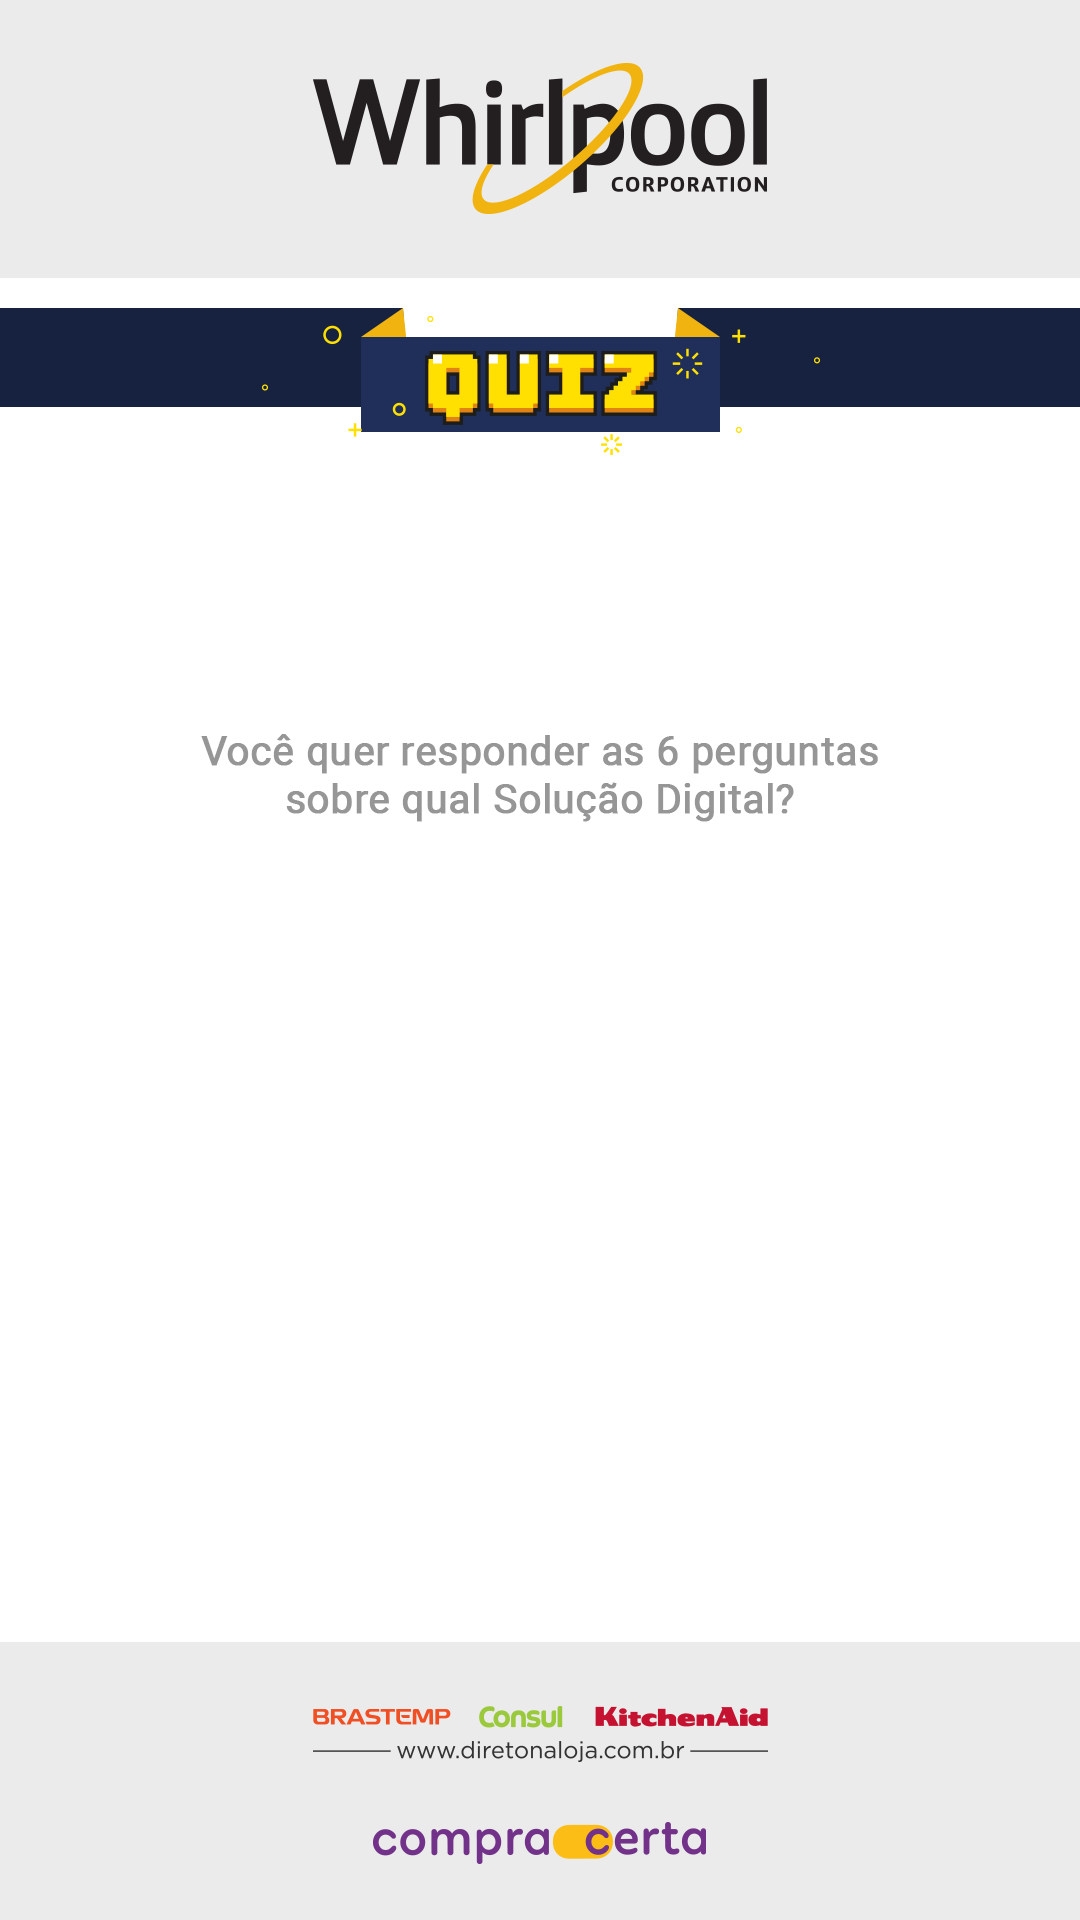 Whirlpool
CORPORATION
QUIZ
Você quer responder as 6 perguntas
sobre qual Solução Digital?
BRASTEMP Consul KitchenAid
www.diretonaloja.com.br
compra certa